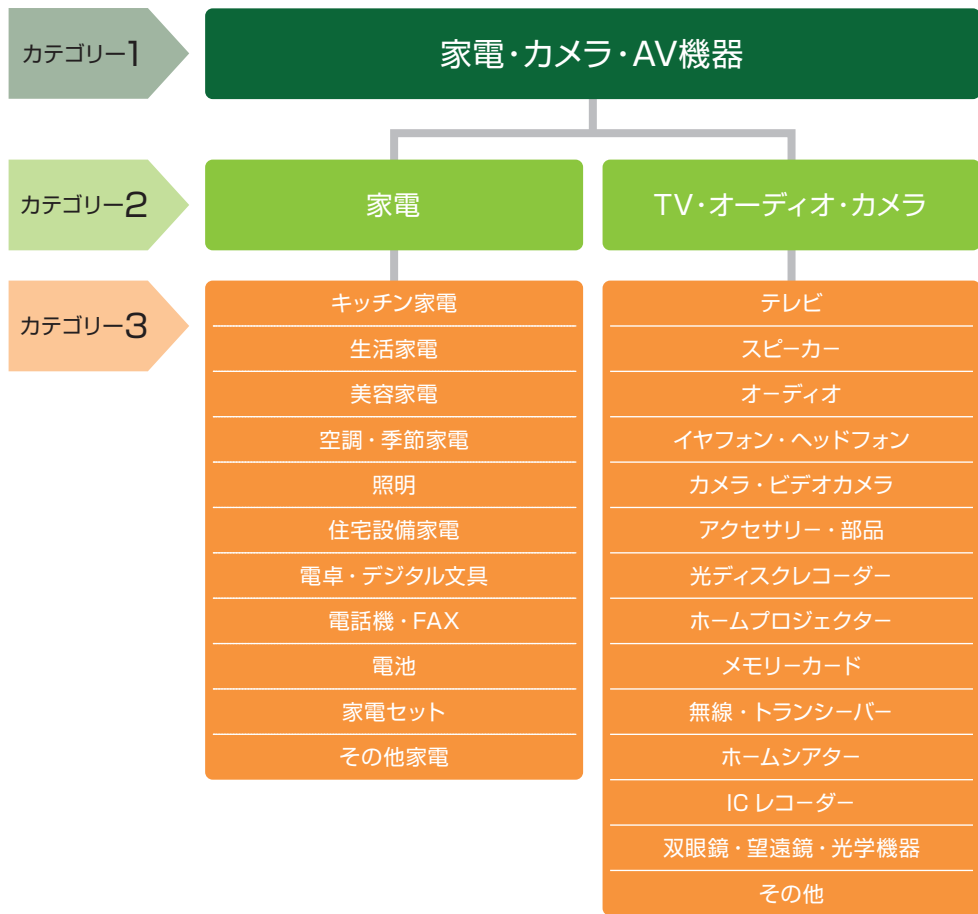 カテゴリー1
家電・カメラ・AV機器
カテゴリー2
家電
TV・オーディオ・カメラ
カテゴリー3
キッチン家電
生活家電
美容家電
空調・季節家電
照明
住宅設備家電
電卓・デジタル文具
電話機・FAX
電池
家電セット
その他家電
テレビ
スピーカー
オーディオ
イヤフォン・ヘッドフォン
カメラ・ビデオカメラ
アクセサリー・部品
光ディスクレコーダー
ホームプロジェクター
メモリーカード
無線・トランシーバー
ホームシアター
IC レコーダー
双眼鏡・望遠鏡・光学機器
その他